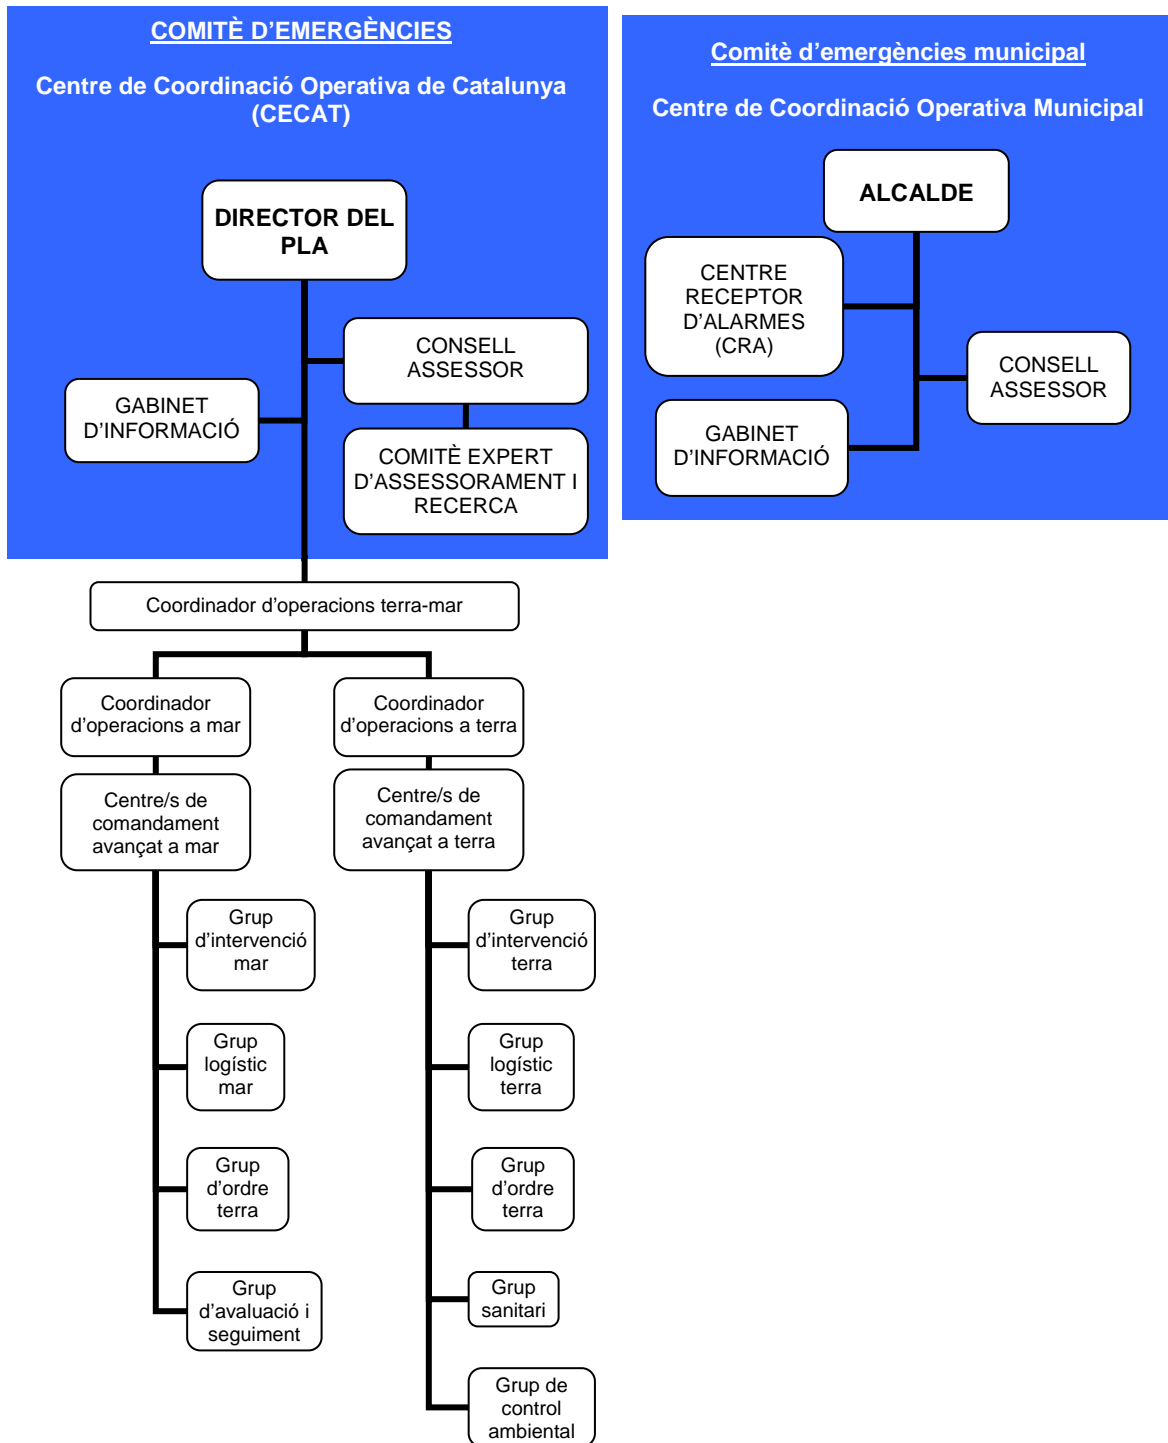 COMITÈ D’EMERGÈNCIES
Centre de Coordinació Operativa de Catalunya
(CECAT)
DIRECTOR DEL
PLA
CONSELL
ASSESSOR
GABINET
D’INFORMACIÓ
COMITÈ EXPERT
D’ASSESSORAMENT I
RECERCA
Comitè d’emergències municipal
Centre de Coordinació Operativa Municipal
ALCALDE
CENTRE
RECEPTOR
D’ALARMES
(CRA)
CONSELL
ASSESSOR
GABINET
D’INFORMACIÓ
Coordinador d’operacions terra-mar
Coordinador
d’operacions a mar
Coordinador
d’operacions a terra
Centre/s de
comandament
avançat a mar
Centre/s de
comandament
avançat a terra
Grup
d’intervenció
mar
Grup
d’intervenció
terra
Grup
logístic
mar
Grup
logístic
terra
Grup
d’ordre
terra
Grup
d’ordre
terra
Grup
d’avaluació i
seguiment
Grup
sanitari
Grup de
control
ambiental